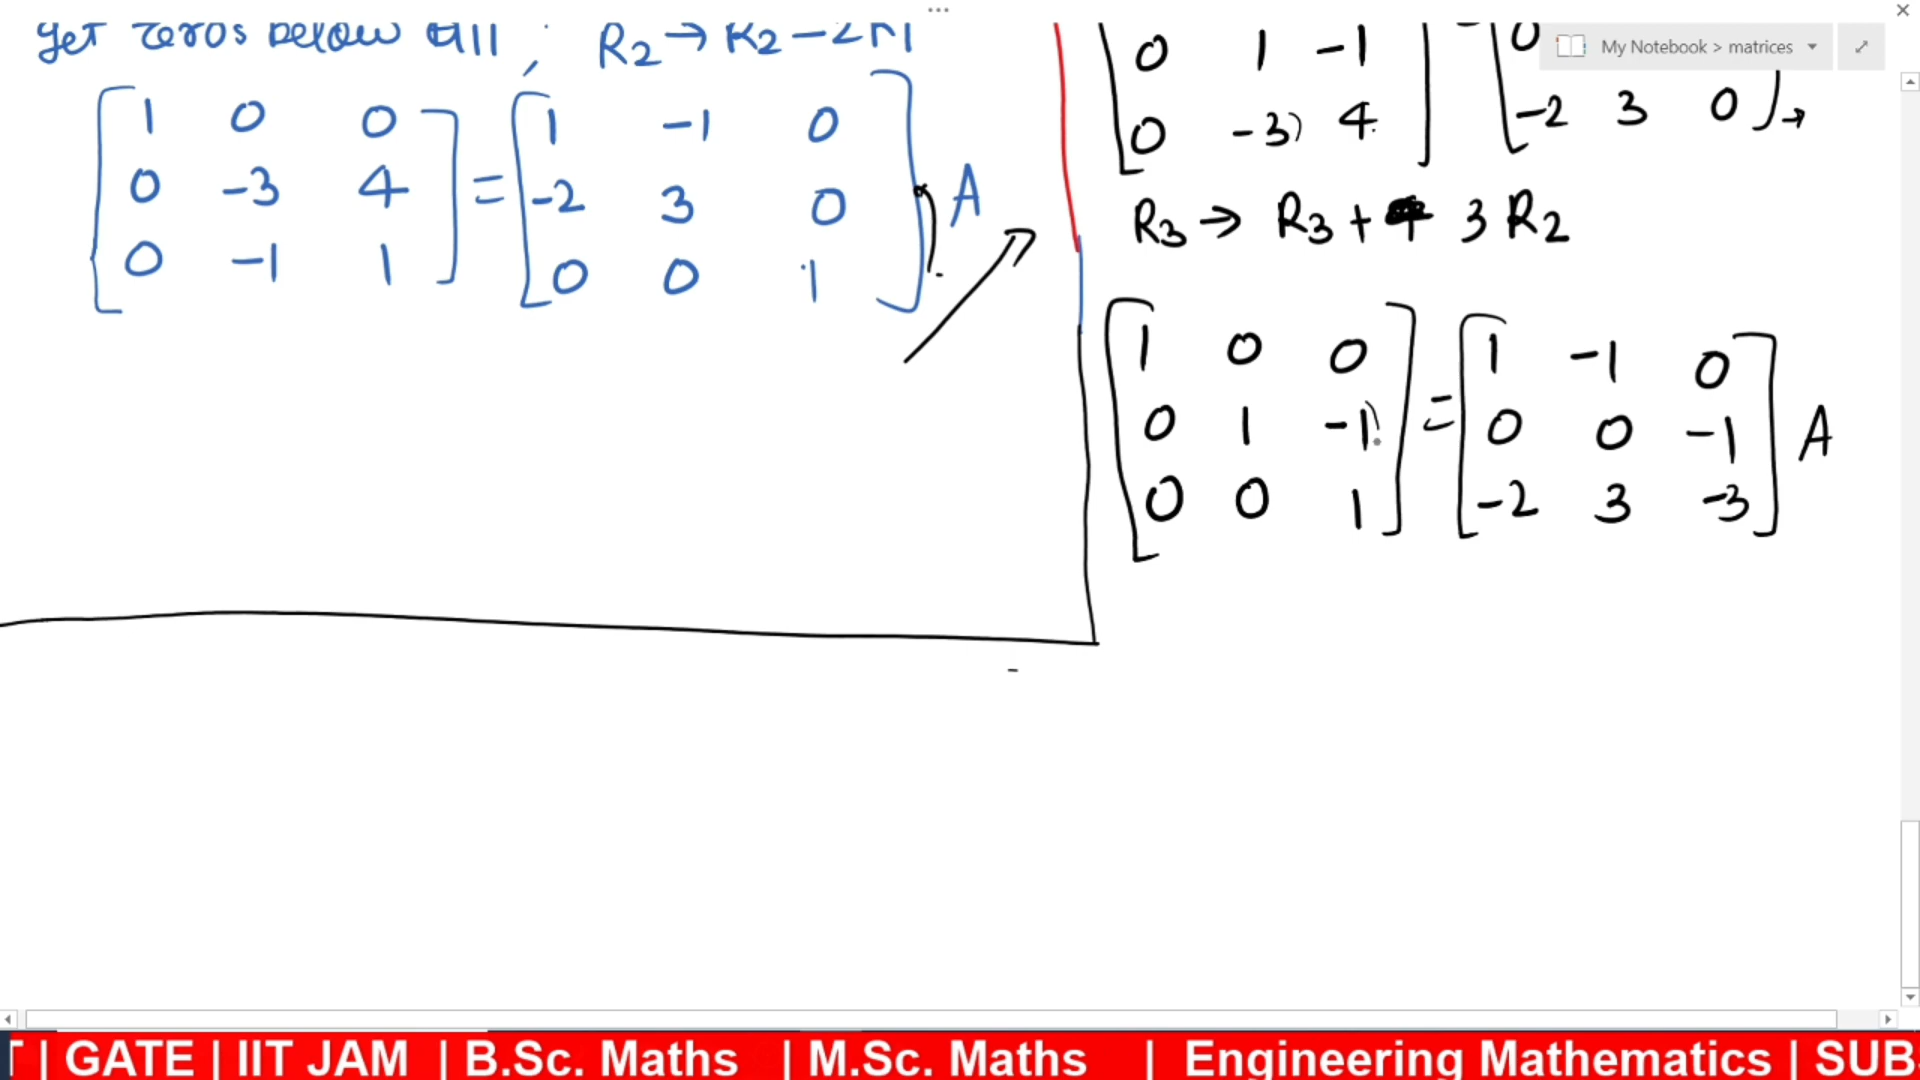 get zeros below a11 ; R2 → R2 - 2R1
[1 0 0
0 -3 4
0 -1 1] = [1 -1 0
-2 3 0
0 0 1] A
0 1 -1
0 -3 4] [0
-2 3 0]
R3 → R3 + 3 R2
[1 0 0
0 1 -1
0 0 1] = [1 -1 0
0 0 -1
-2 3 -3] A
My Notebook > matrices
| GATE | IIT JAM | B.Sc. Maths | M.Sc. Maths | Engineering Mathematics | SUB